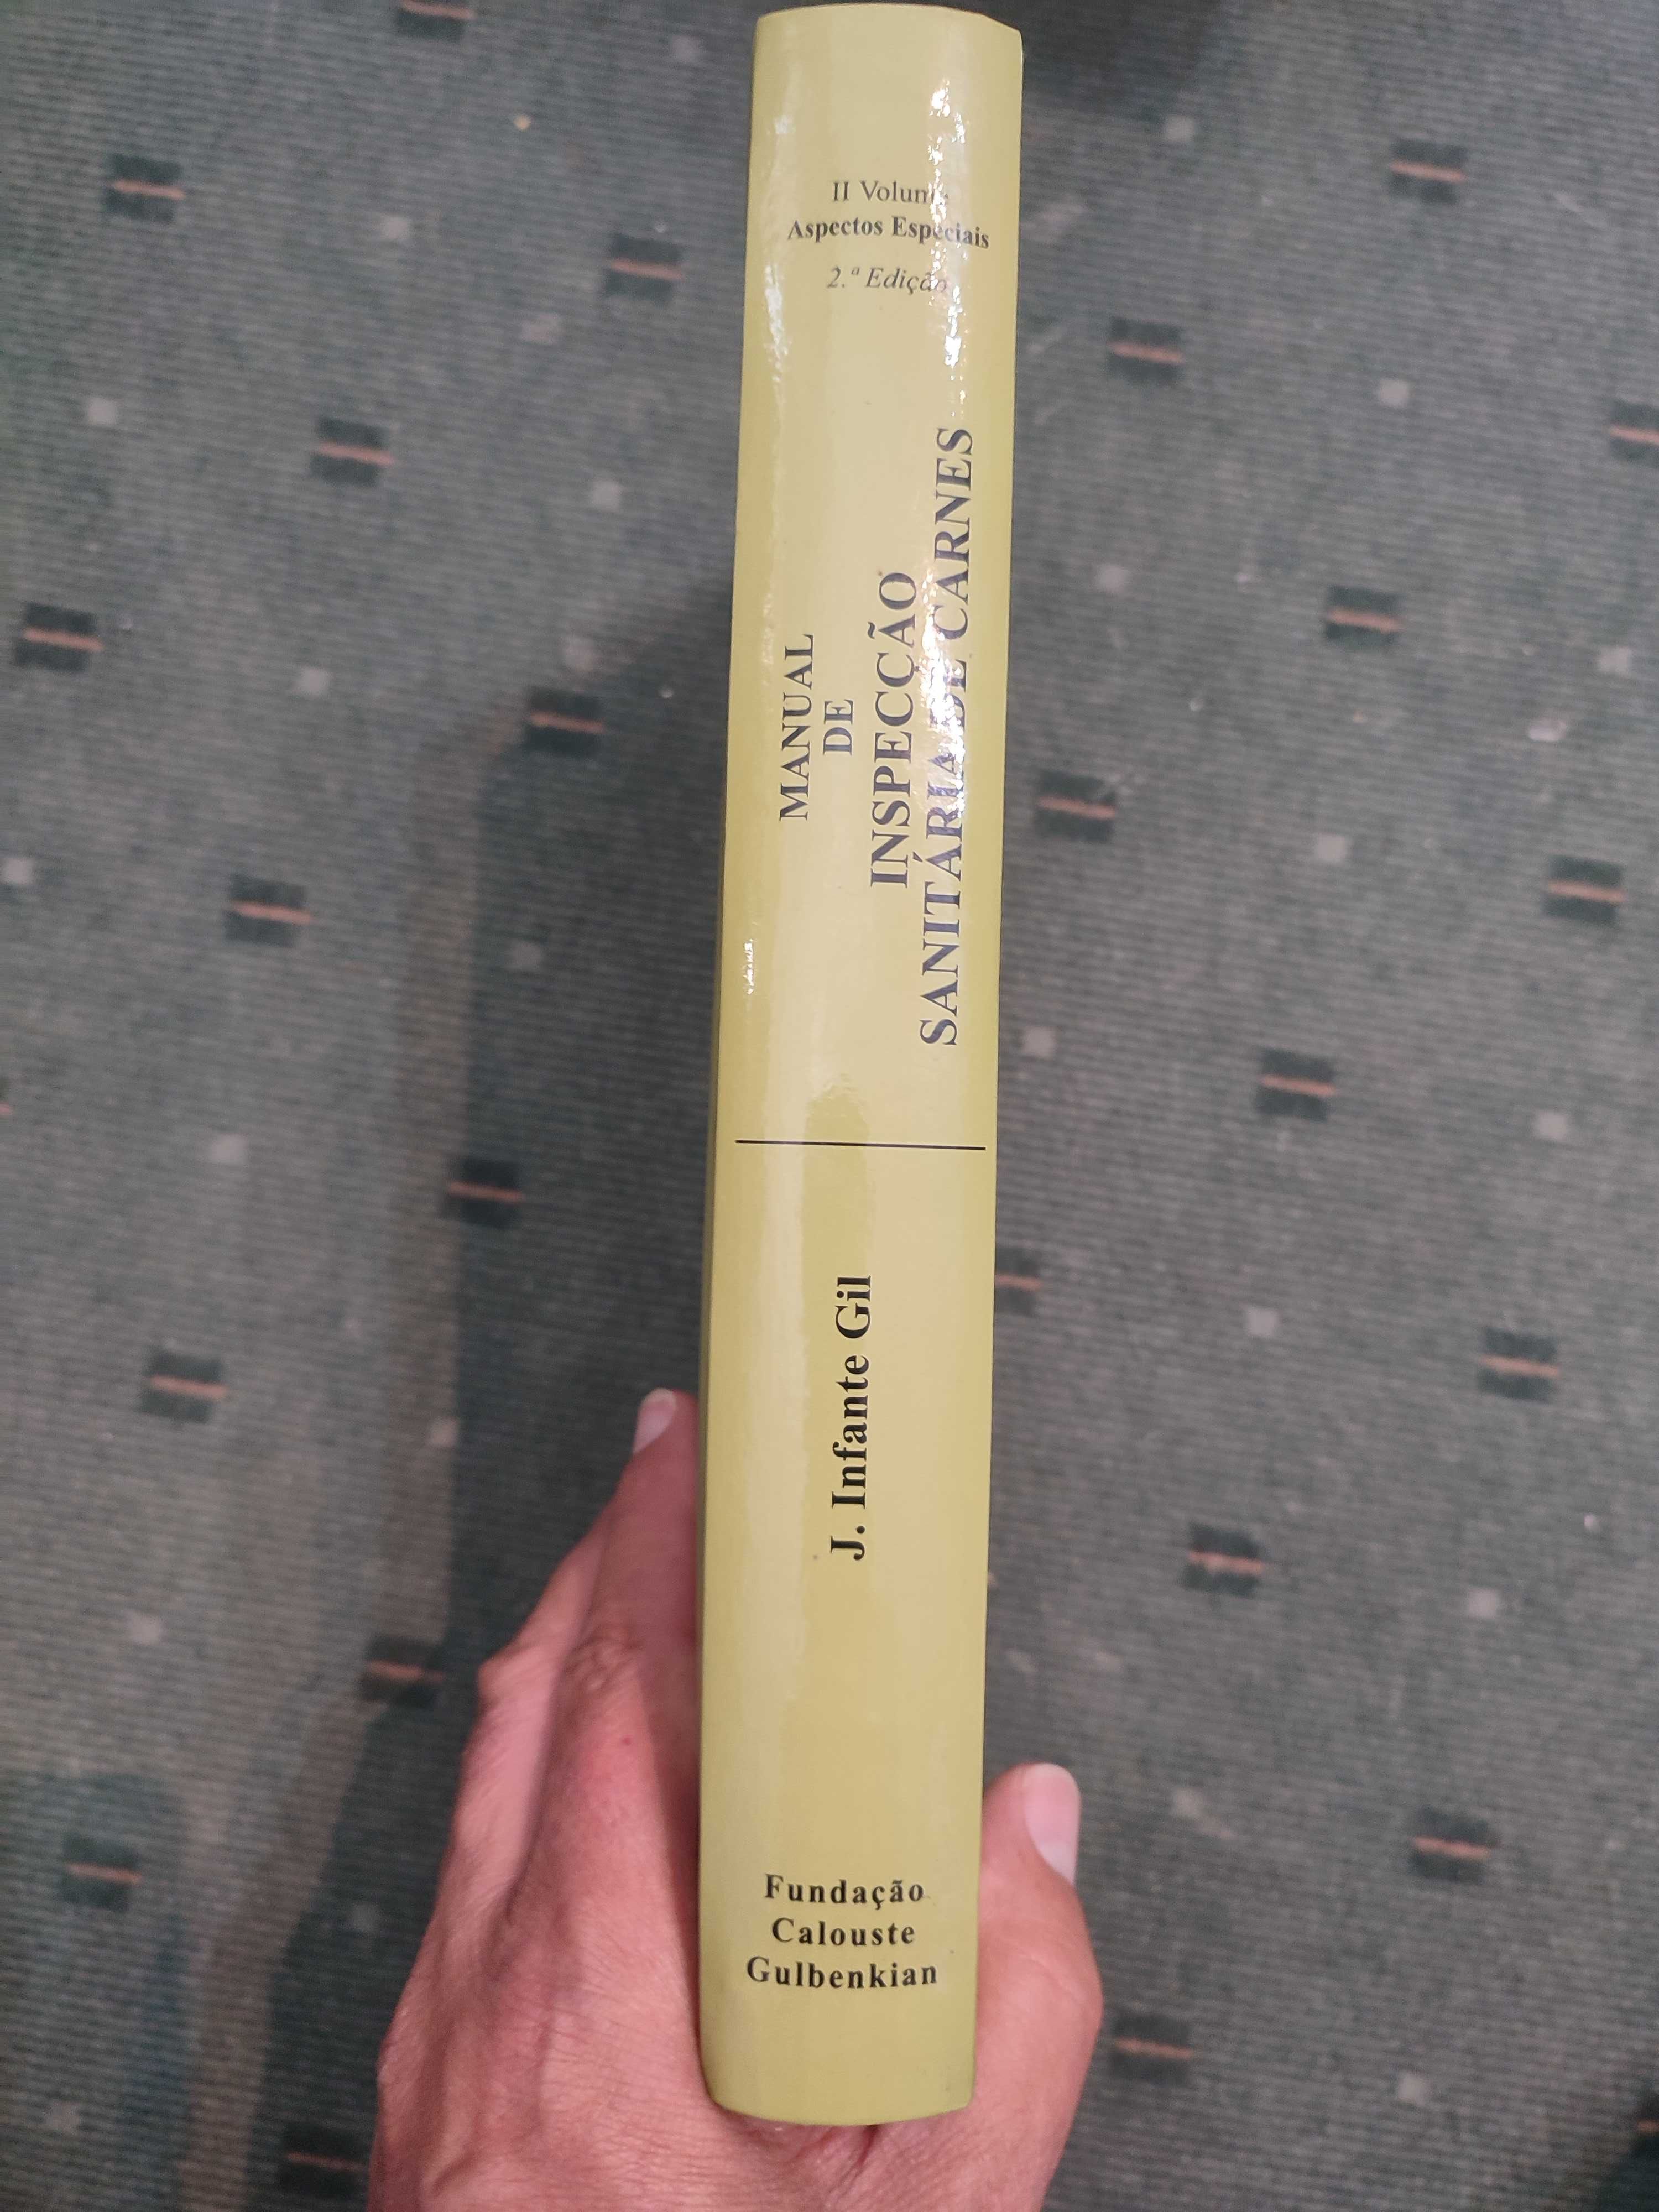 II Volume
Aspectos Especiais
2.ª Edição
MANUAL
DE
INSPECÇÃO
SANITÁRIA DE CARNES
J. Infante Gil
Fundação
Calouste
Gulbenkian